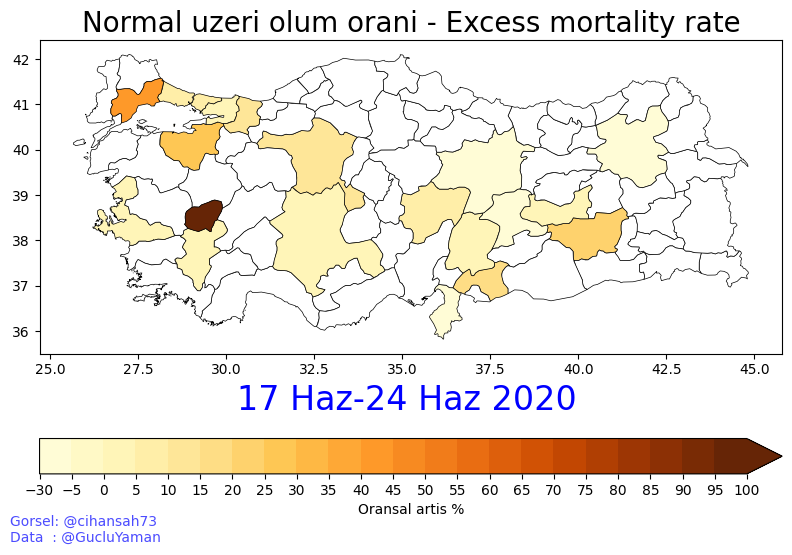 Normal uzeri olum orani - Excess mortality rate
42
41
40
39
38
37
36
25.0 27.5 30.0 32.5 35.0 37.5 40.0 42.5 45.0
17 Haz-24 Haz 2020
−30 −5 0 5 10 15 20 25 30 35 40 45 50 55 60 65 70 75 80 85 90 95 100
Oransal artis %
Gorsel: @cihansah73
Data : @GucluYaman